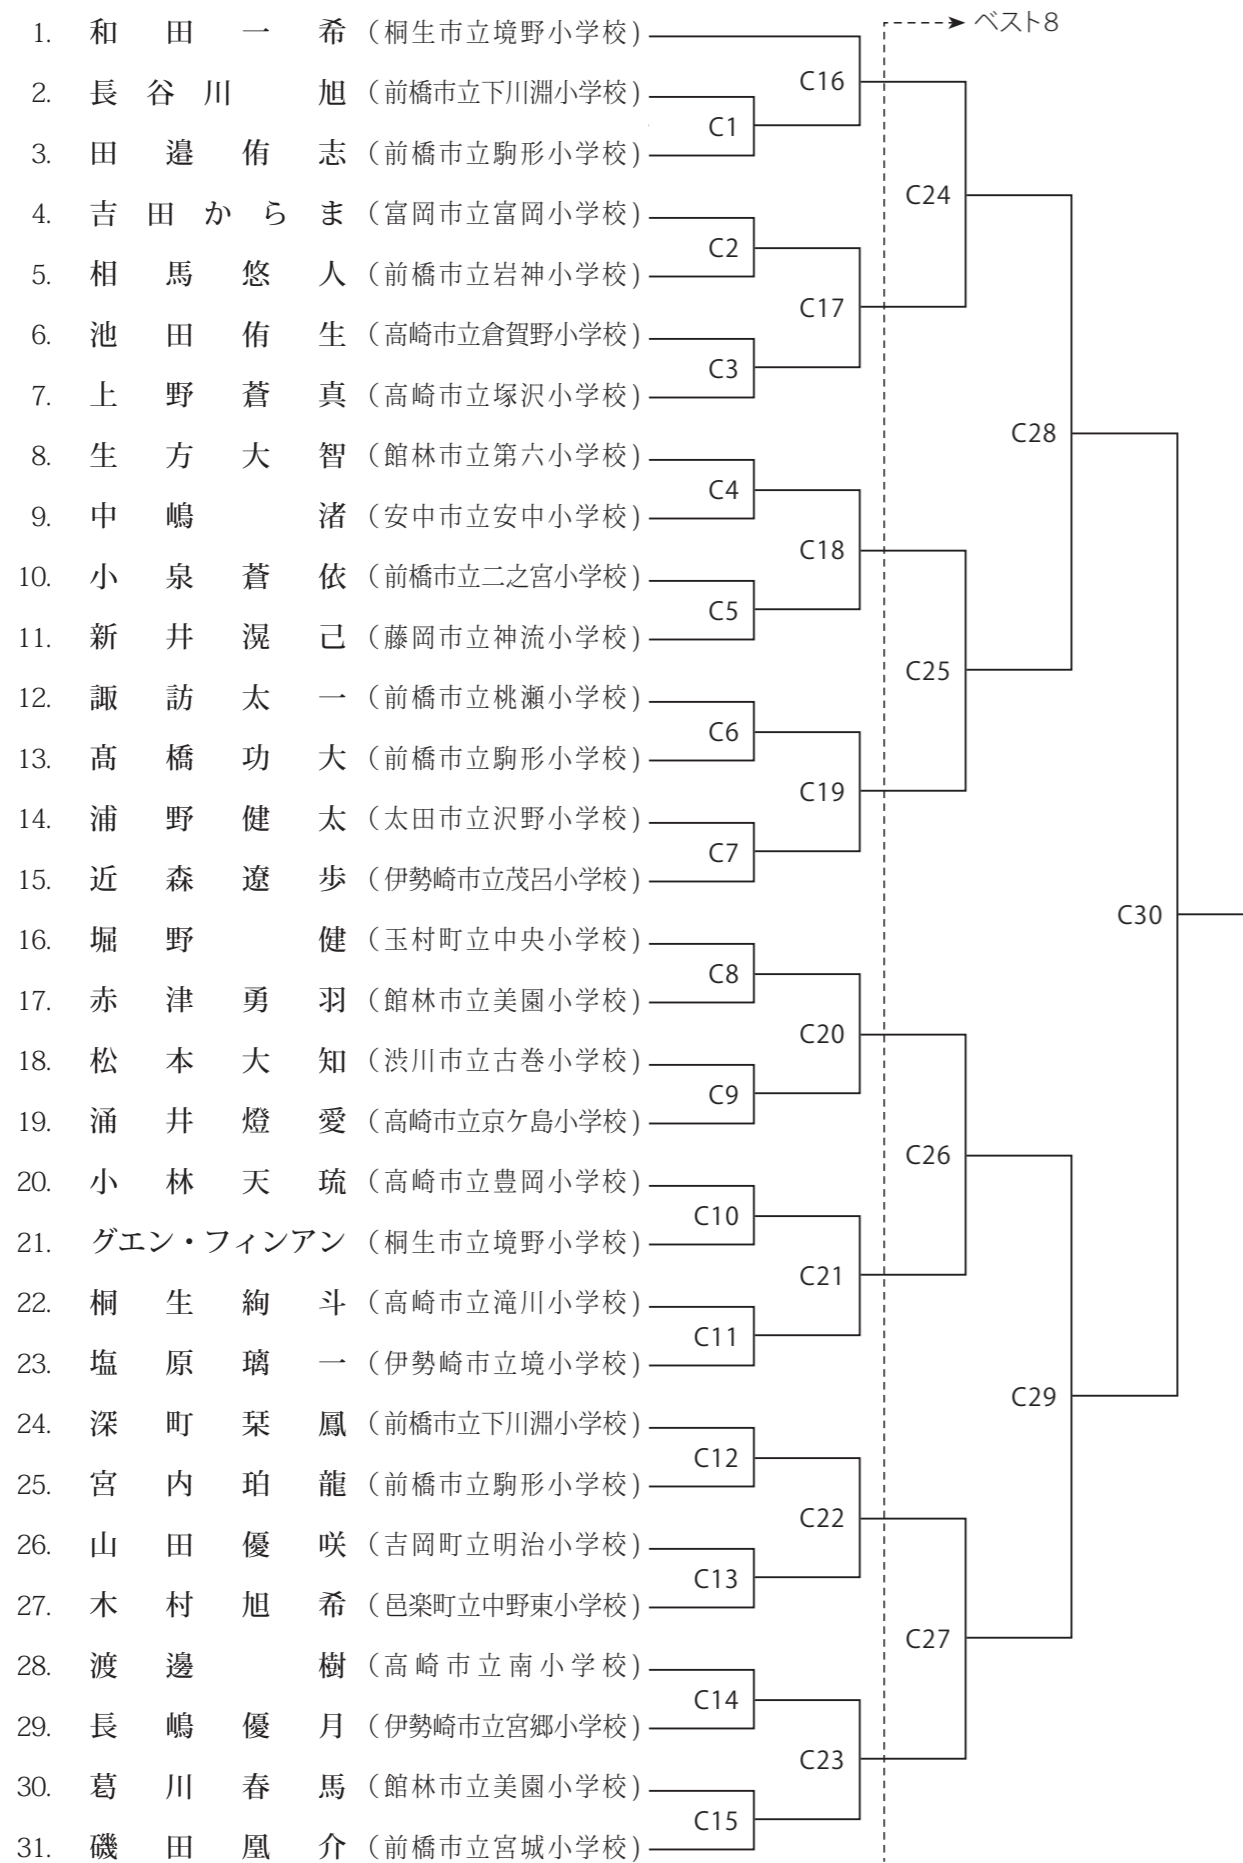 ベスト8
1. 和田一希（桐生市立境野小学校）
2. 長谷川旭（前橋市立下川淵小学校）
3. 田邉侑志（前橋市立駒形小学校）
4. 吉田からま（富岡市立富岡小学校）
5. 相馬悠人（前橋市立岩神小学校）
6. 池田侑生（高崎市立倉賀野小学校）
7. 上野蒼真（高崎市立塚沢小学校）
8. 生方大智（館林市立第六小学校）
9. 中嶋渚（安中市立安中小学校）
10. 小泉蒼依（前橋市立二之宮小学校）
11. 新井滉己（藤岡市立神流小学校）
12. 諏訪太一（前橋市立桃瀬小学校）
13. 髙橋功大（前橋市立駒形小学校）
14. 浦野健太（太田市立沢野小学校）
15. 近森遼歩（伊勢崎市立茂呂小学校）
16. 堀野健（玉村町立中央小学校）
17. 赤津勇羽（館林市立美園小学校）
18. 松本大知（渋川市立古巻小学校）
19. 涌井燈愛（高崎市立京ケ島小学校）
20. 小林天琉（高崎市立豊岡小学校）
21. グエン・フィンアン（桐生市立境野小学校）
22. 桐生絢斗（高崎市立滝川小学校）
23. 塩原璃一（伊勢崎市立境小学校）
24. 深町栞鳳（前橋市立下川淵小学校）
25. 宮内珀龍（前橋市立駒形小学校）
26. 山田優咲（吉岡町立明治小学校）
27. 木村旭希（邑楽町立中野東小学校）
28. 渡邊樹（高崎市立南小学校）
29. 長嶋優月（伊勢崎市立宮郷小学校）
30. 葛川春馬（館林市立美園小学校）
31. 磯田凰介（前橋市立宮城小学校）
C1
C2
C3
C4
C5
C6
C7
C8
C9
C10
C11
C12
C13
C14
C15
C16
C17
C18
C19
C20
C21
C22
C23
C24
C25
C26
C27
C28
C29
C30